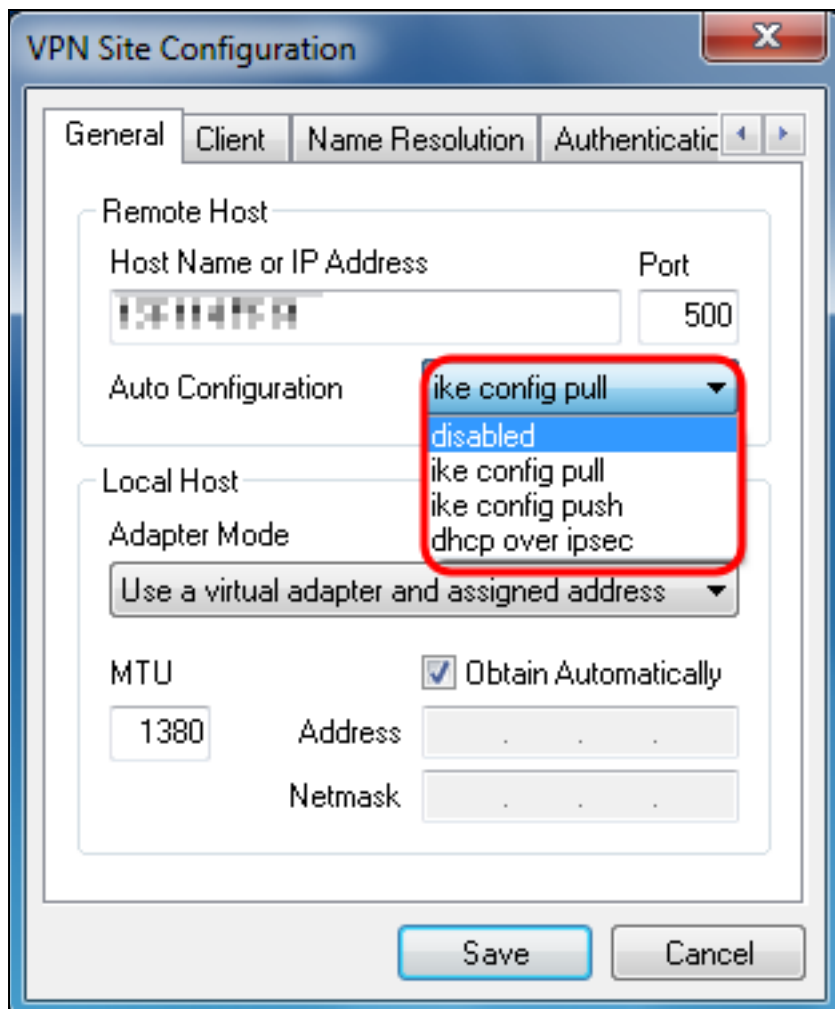 VPN Site Configuration
General Client Name Resolution Authenticatic
Remote Host
Host Name or IP Address Port
500
Auto Configuration ike config pull
disabled
ike config pull
ike config push
dhcp over ipsec
Local Host
Adapter Mode
Use a virtual adapter and assigned address
MTU Obtain Automatically
1380 Address . . .
Netmask . . .
Save Cancel